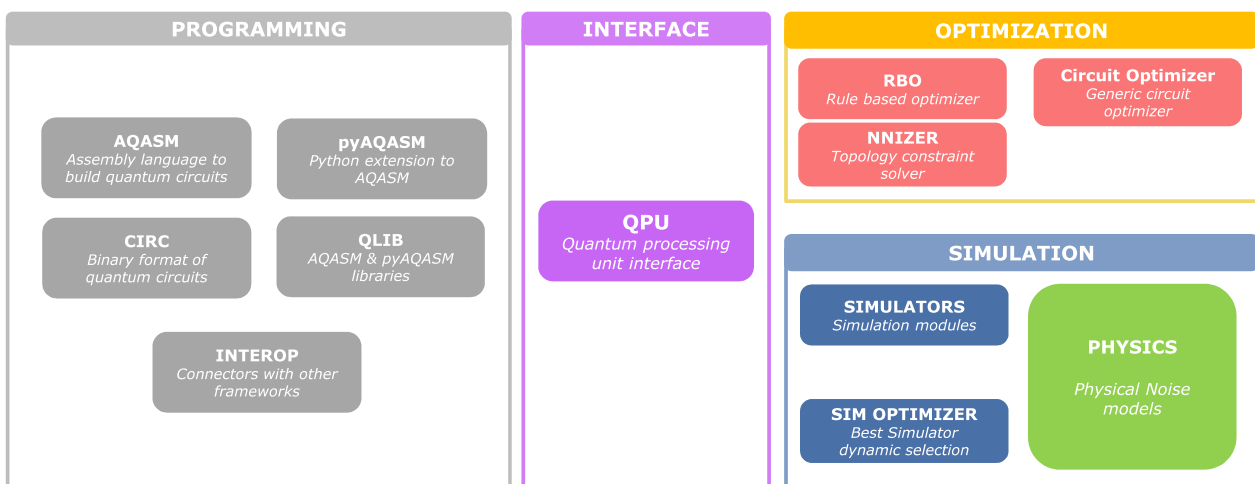 PROGRAMMING
AQASM
Assembly language to
build quantum circuits
pyAQASM
Python extension to
AQASM
CIRC
Binary format of
quantum circuits
QLIB
AQASM & pyAQASM
libraries
INTEROP
Connectors with other
frameworks
INTERFACE
QPU
Quantum processing
unit interface
OPTIMIZATION
RBO
Rule based optimizer
Circuit Optimizer
Generic circuit
optimizer
NNIZER
Topology constraint
solver
SIMULATION
SIMULATORS
Simulation modules
PHYSICS
Physical Noise
models
SIM OPTIMIZER
Best Simulator
dynamic selection